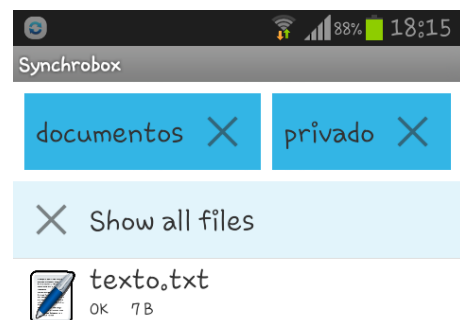 88% 18:15
Synchrobox
documentos privado
Show all files
texto.txt
OK 7B